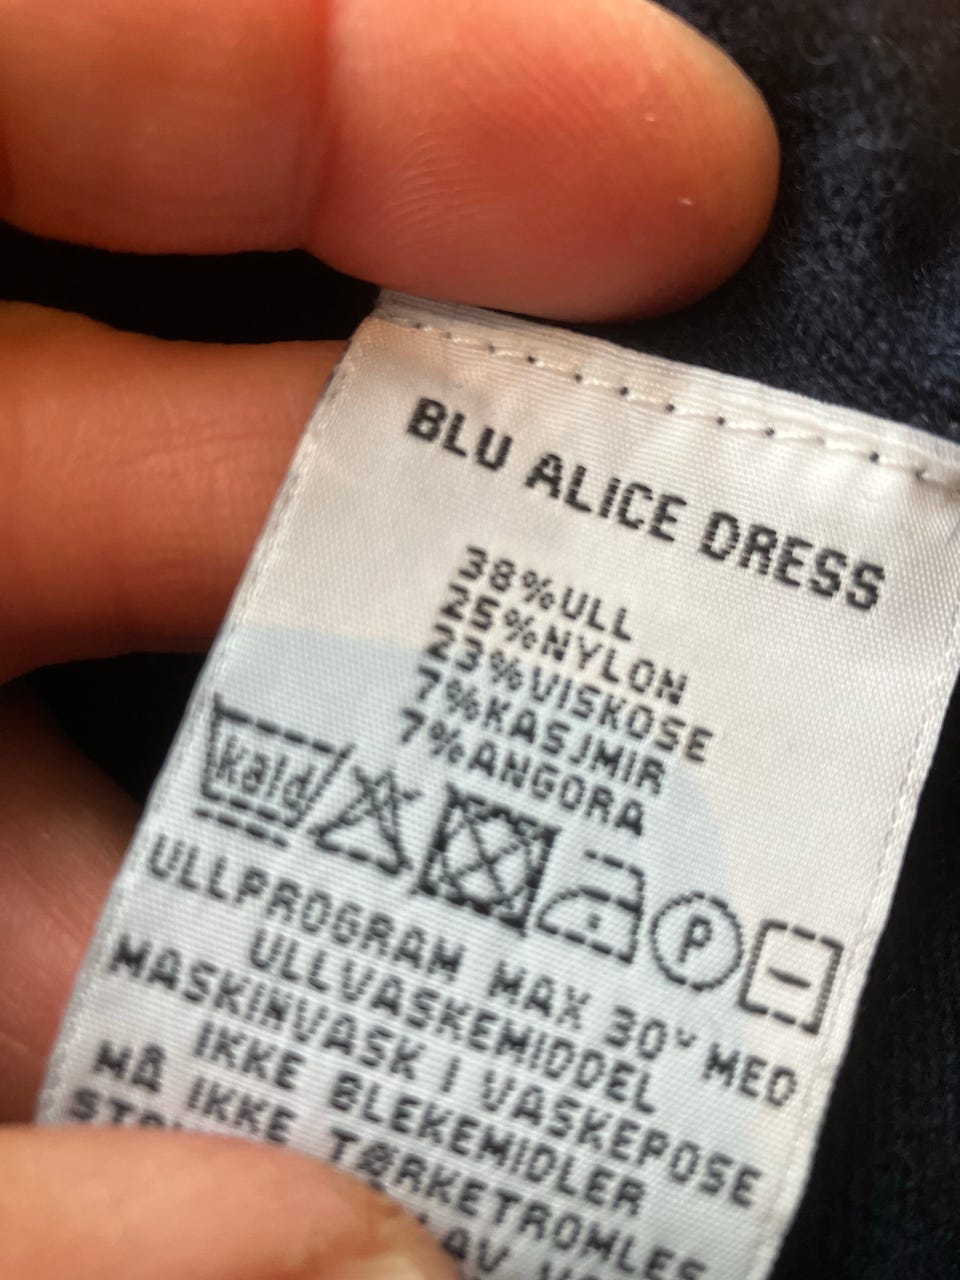 BLU ALICE DRESS
38%ULL
25%NYLON
23%VISKOSE
7%KASJMIR
7%ANGORA
kald
P
ULLPROGRAM MAX 30° MED
ULLVASKEMIDDEL
MASKINVASK I VASKEPOSE
IKKE BLEKEMIDLER
MÅ IKKE TØRKETROMLES